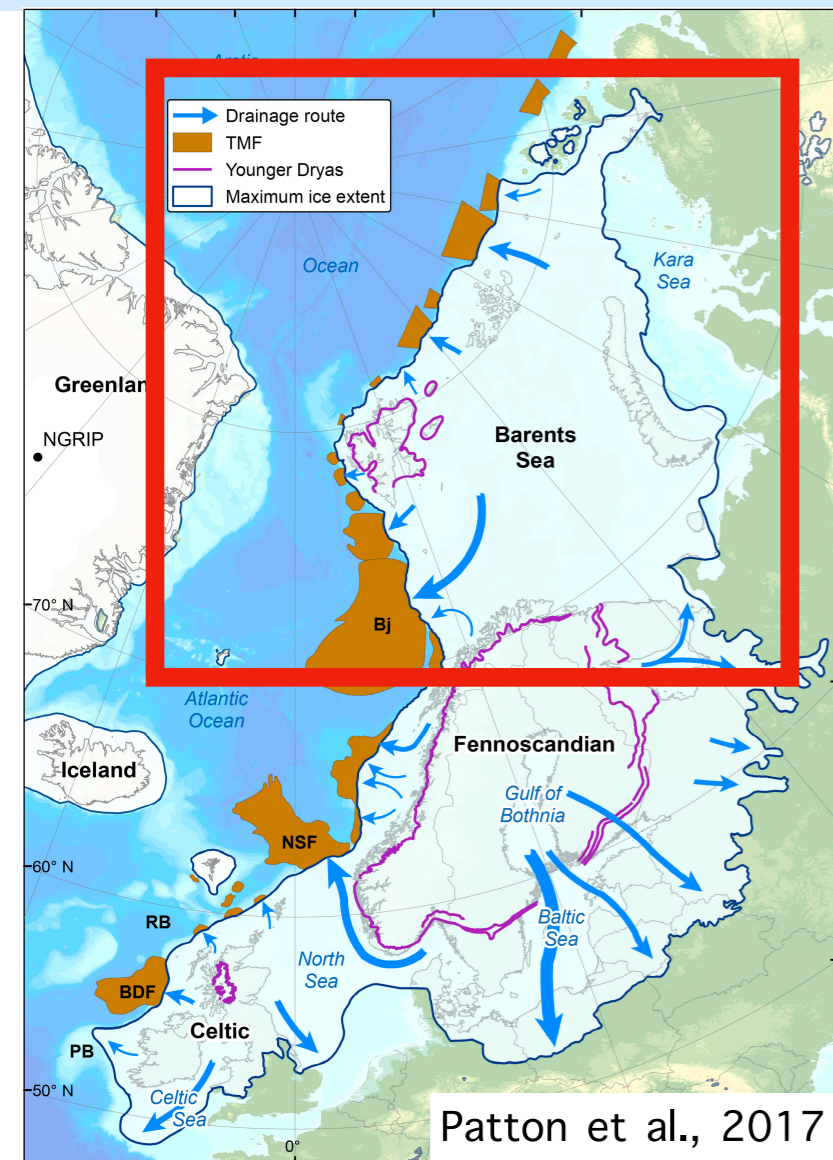 Arctic
Drainage route
TMF
Younger Dryas
Maximum ice extent
Ocean
Kara
Sea
Greenlan
NGRIP
Barents
Sea
70° N
Bj
Atlantic
Ocean
Fennoscandian
Iceland
Gulf of
Bothnia
NSF
60° N
RB
Baltic
Sea
North
Sea
BDF
Celtic
PB
50° N
Celtic
Sea
0°
Patton et al., 2017